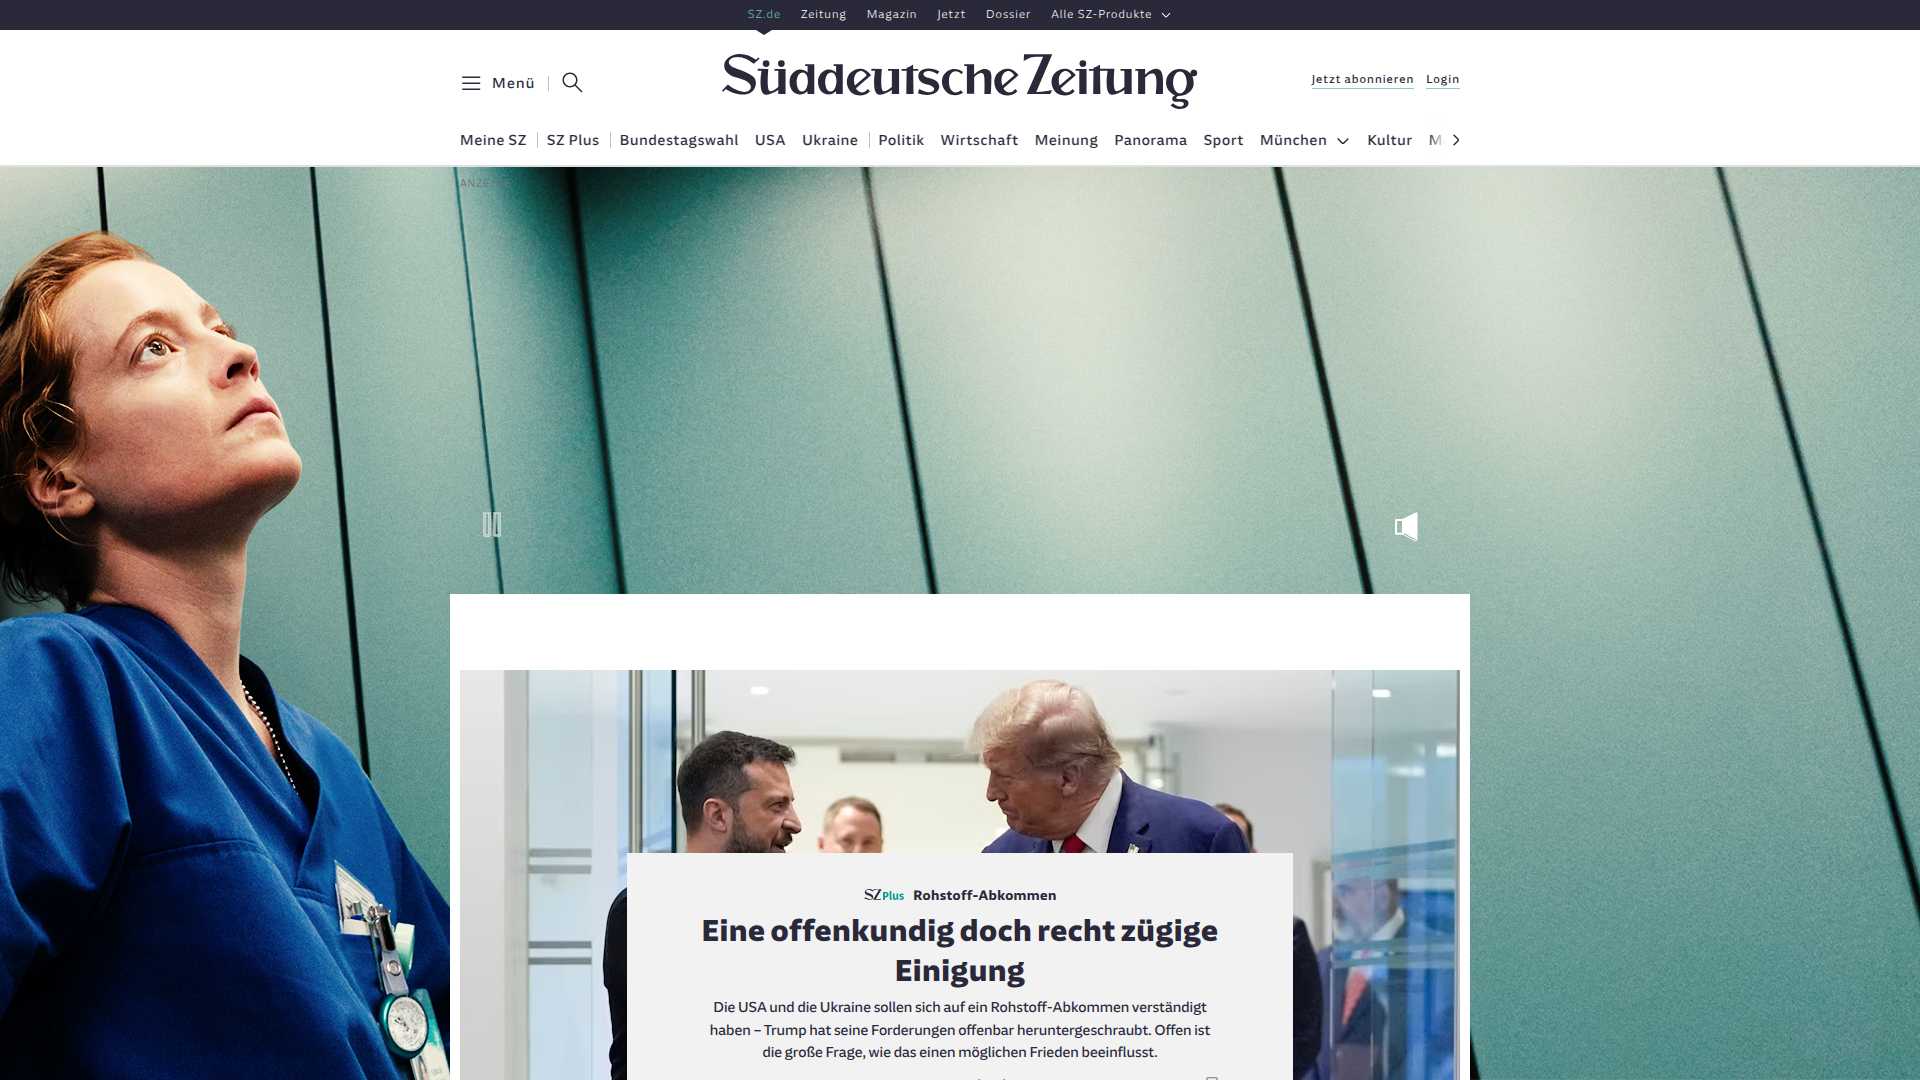 SZ.de Zeitung Magazin Jetzt Dossier Alle SZ-Produkte
Menü
Süddeutsche Zeitung
Jetzt abonnieren Login
Meine SZ SZ Plus Bundestagswahl USA Ukraine Politik Wirtschaft Meinung Panorama Sport München Kultur M
SZ Plus Rohstoff-Abkommen
Eine offenkundig doch recht zügige
Einigung
Die USA und die Ukraine sollen sich auf ein Rohstoff-Abkommen verständigt
haben – Trump hat seine Forderungen offenbar heruntergeschraubt. Offen ist
die große Frage, wie das einen möglichen Frieden beeinflusst.